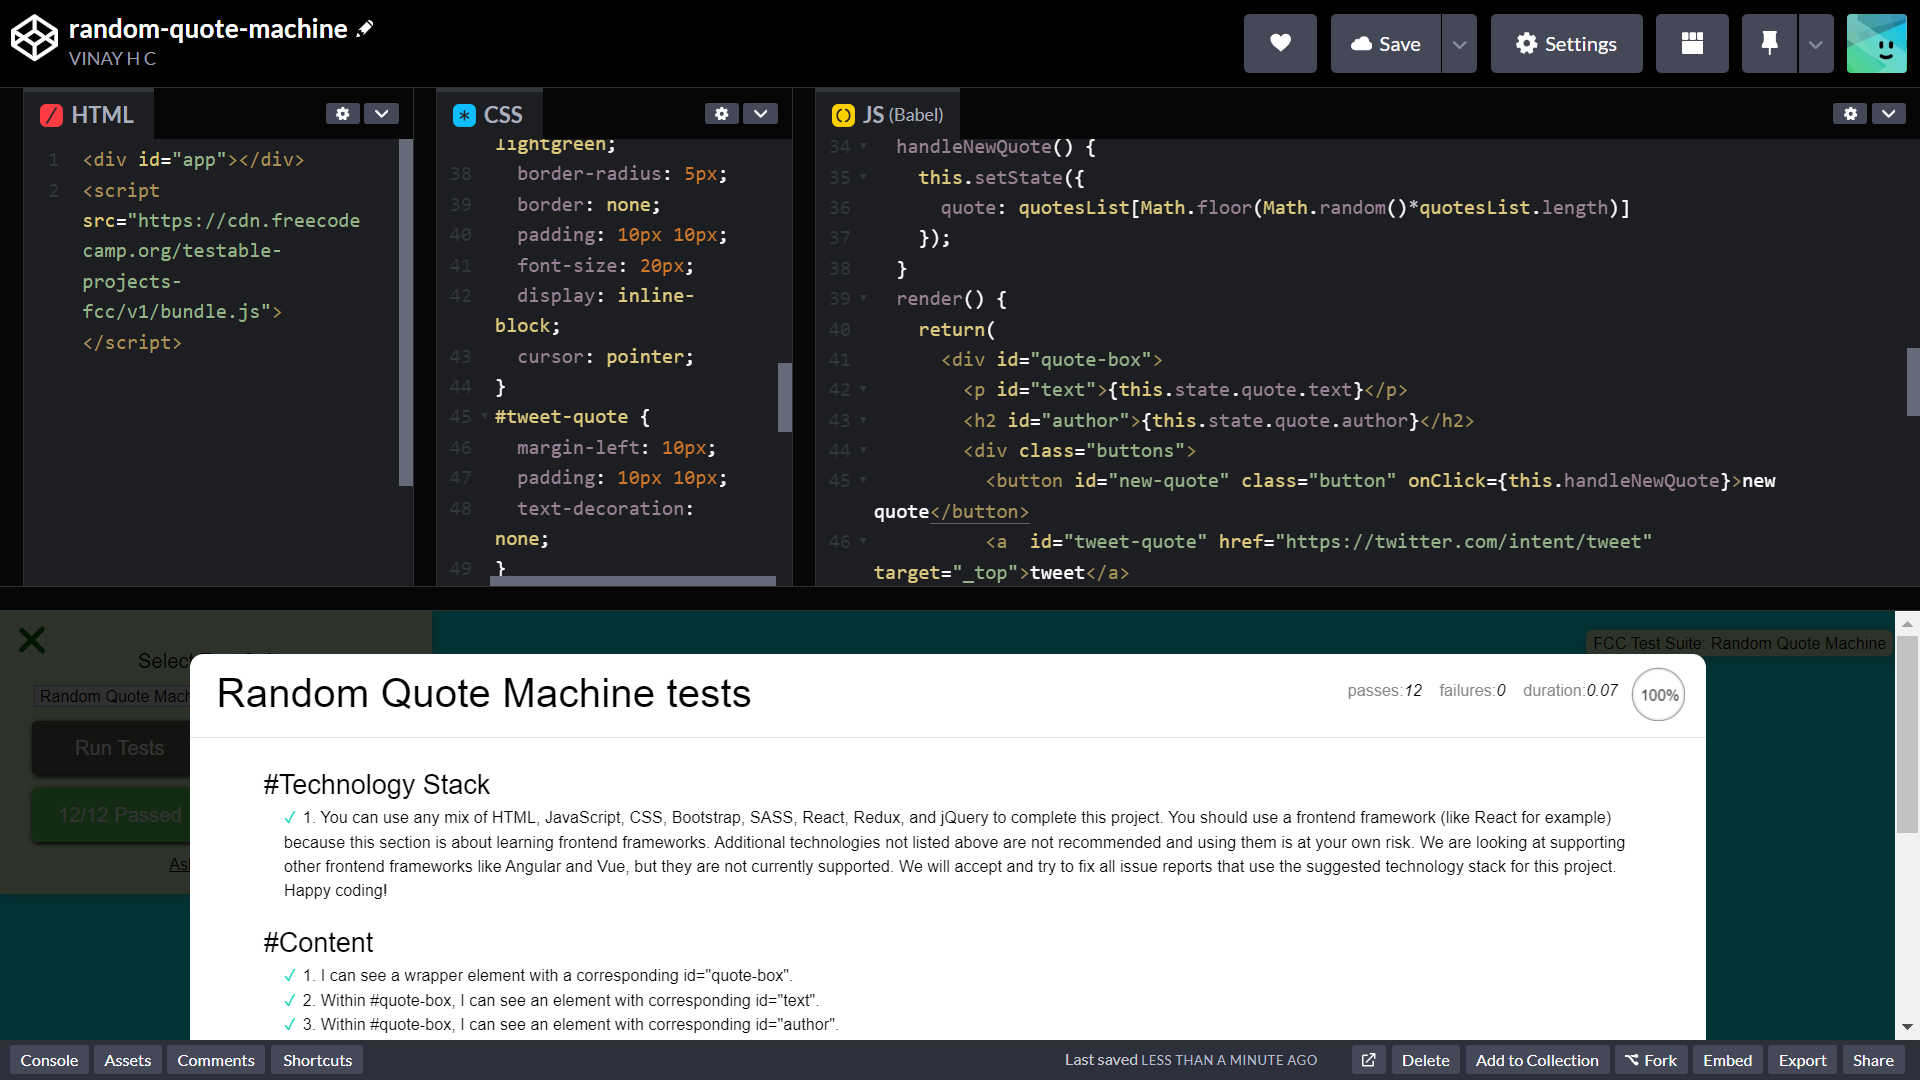 random-quote-machine
VINAY H C
Save
Settings
HTML
1 <div id="app"></div>
2 <script
src="https://cdn.freecode
camp.org/testable-
projects-
fcc/v1/bundle.js">
</script>
CSS
lightgreen;
38 border-radius: 5px;
39 border: none;
40 padding: 10px 10px;
41 font-size: 20px;
42 display: inline-
block;
43 cursor: pointer;
44 }
45 #tweet-quote {
46 margin-left: 10px;
47 padding: 10px 10px;
48 text-decoration:
none;
49 }
JS (Babel)
34 handleNewQuote() {
35 this.setState({
36 quote: quotesList[Math.floor(Math.random()*quotesList.length)]
37 });
38 }
39 render() {
40 return(
41 <div id="quote-box">
42 <p id="text">{this.state.quote.text}</p>
43 <h2 id="author">{this.state.quote.author}</h2>
44 <div class="buttons">
45 <button id="new-quote" class="button" onClick={this.handleNewQuote}>new
quote</button>
46 <a  id="tweet-quote" href="https://twitter.com/intent/tweet"
target="_top">tweet</a>
Select
Random Quote Mach
Run Tests
12/12 Passed
FCC Test Suite: Random Quote Machine
Random Quote Machine tests
passes:12 failures:0 duration:0.07 100%
#Technology Stack
✓ 1. You can use any mix of HTML, JavaScript, CSS, Bootstrap, SASS, React, Redux, and jQuery to complete this project. You should use a frontend framework (like React for example)
because this section is about learning frontend frameworks. Additional technologies not listed above are not recommended and using them is at your own risk. We are looking at supporting
other frontend frameworks like Angular and Vue, but they are not currently supported. We will accept and try to fix all issue reports that use the suggested technology stack for this project.
Happy coding!
#Content
✓ 1. I can see a wrapper element with a corresponding id="quote-box".
✓ 2. Within #quote-box, I can see an element with corresponding id="text".
✓ 3. Within #quote-box, I can see an element with corresponding id="author".
Console Assets Comments Shortcuts
Last saved LESS THAN A MINUTE AGO
Delete Add to Collection Fork Embed Export Share